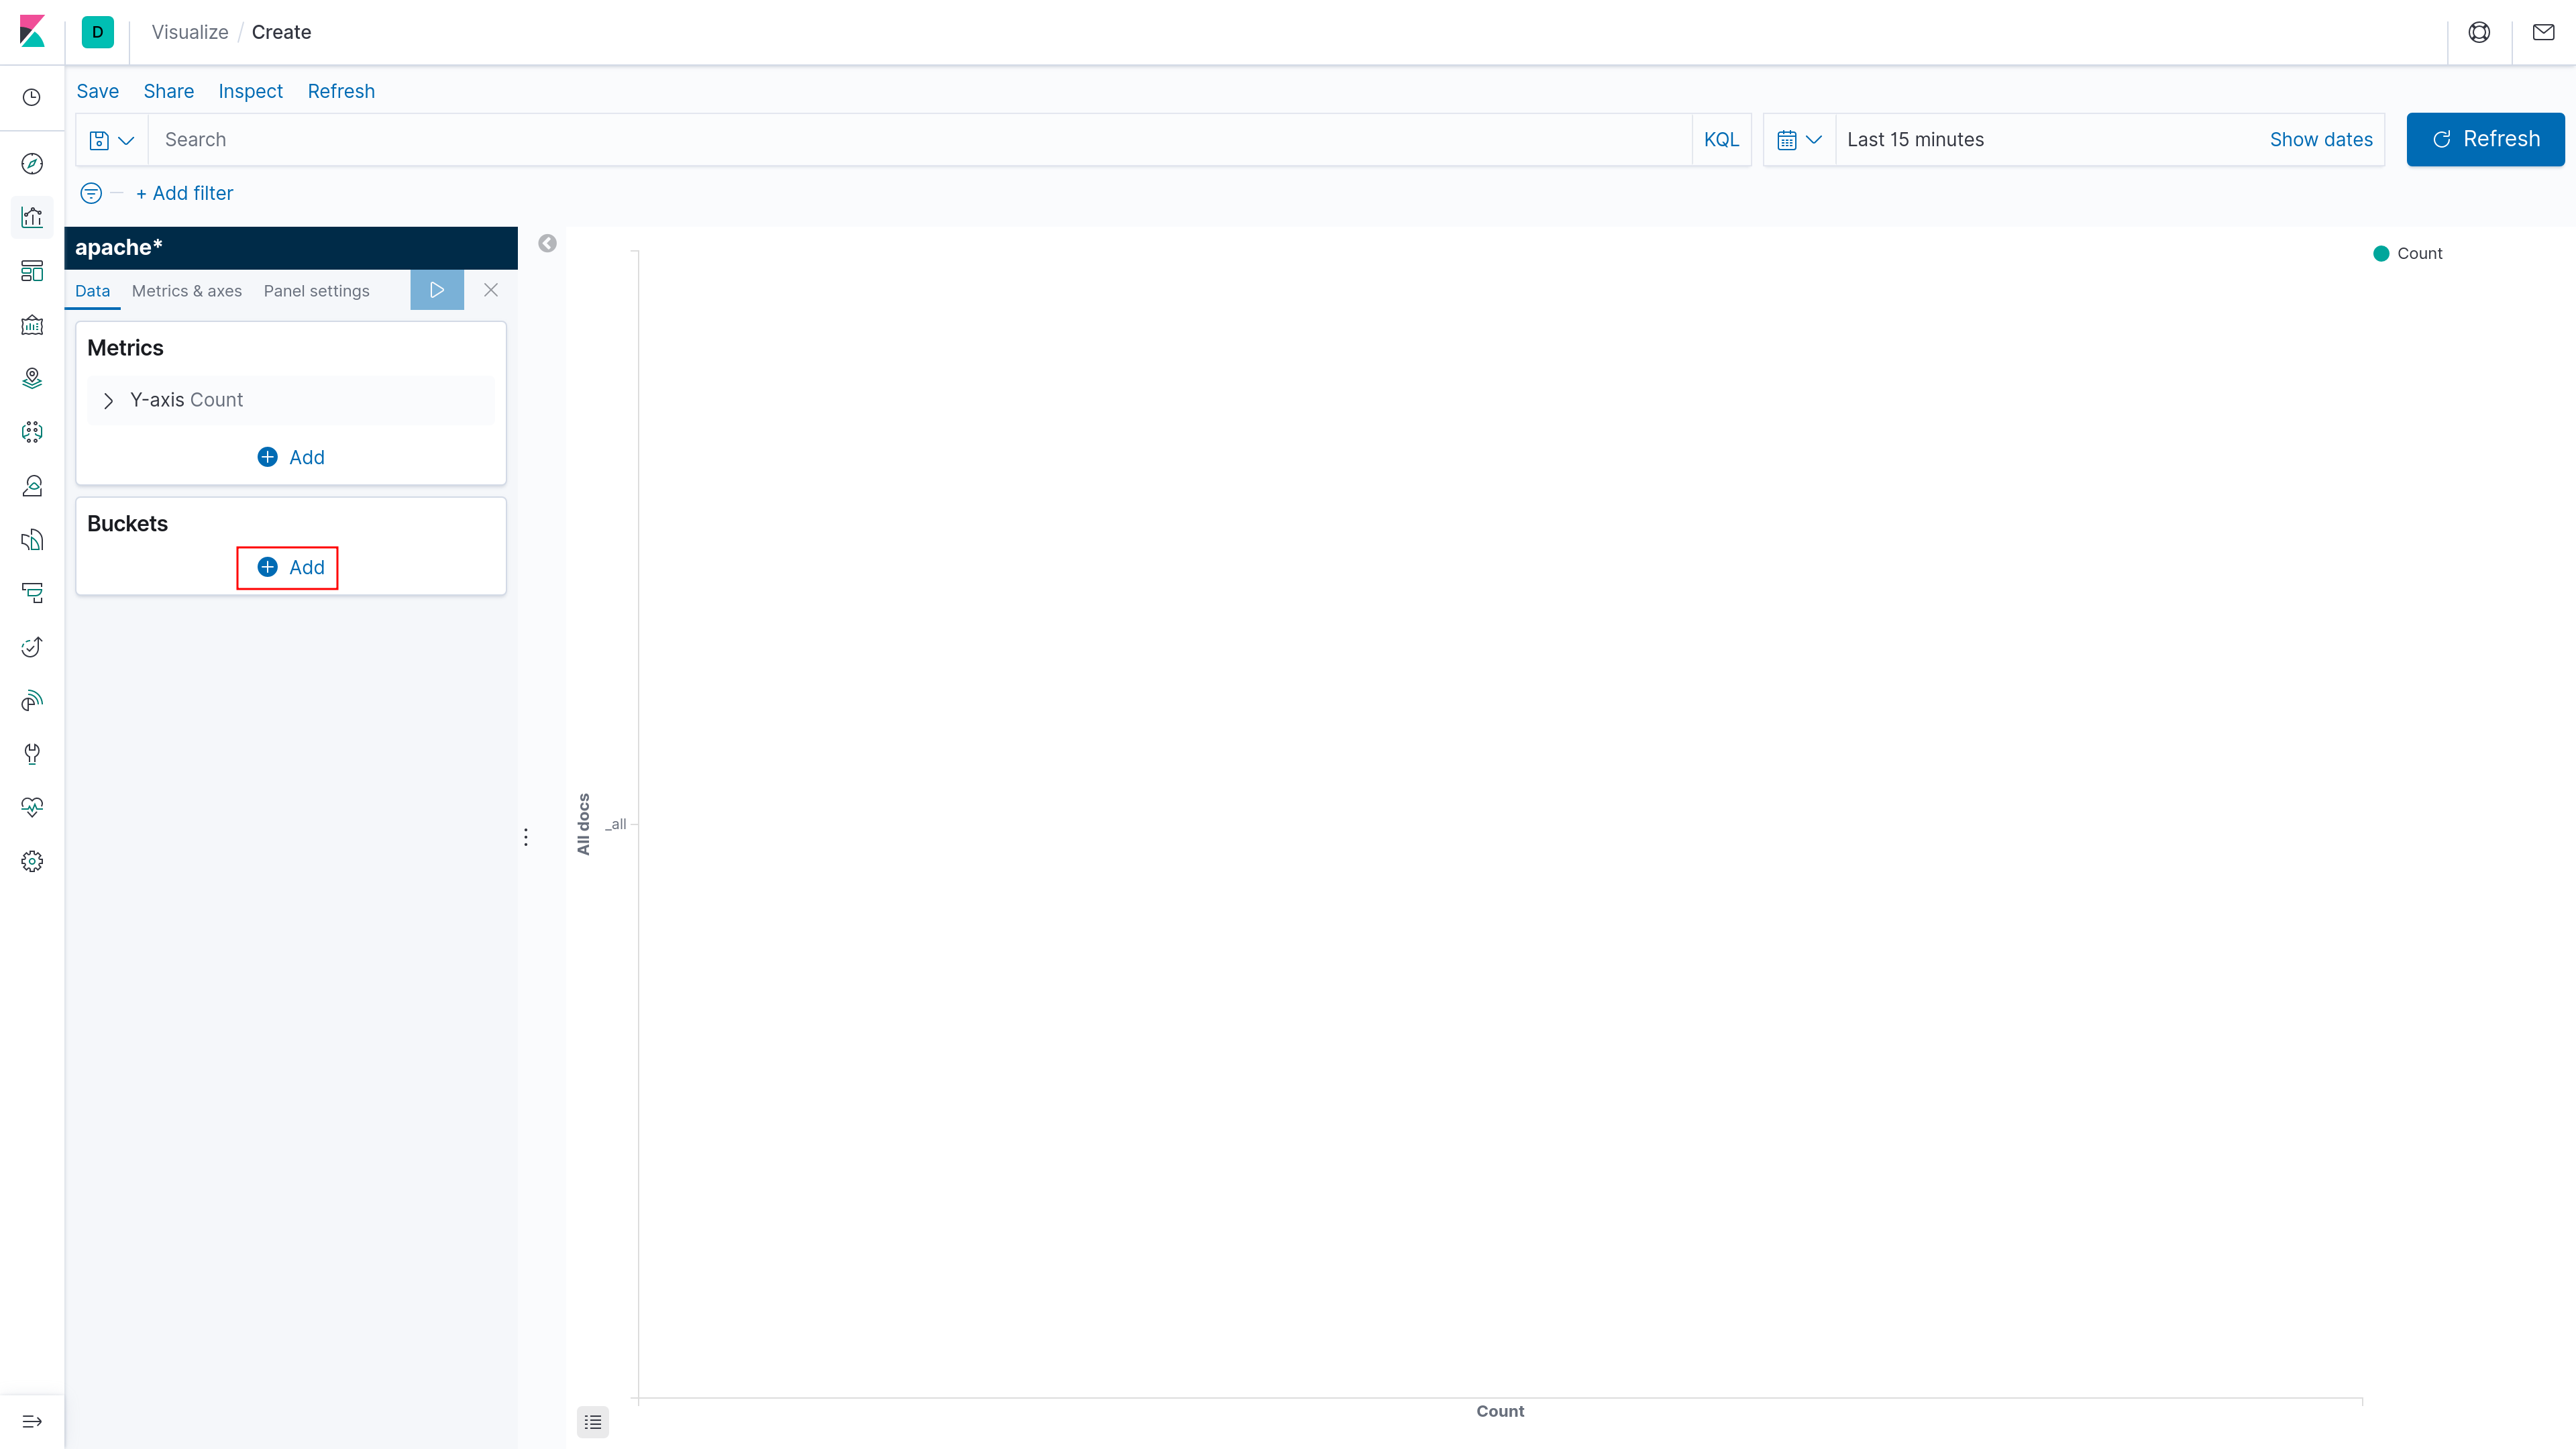 D
Visualize / Create
Save Share Inspect Refresh
Search KQL Last 15 minutes Show dates Refresh
+ Add filter
apache*
Data Metrics & axes Panel settings
Metrics
Y-axis Count
Add
Buckets
Add
Count
All docs
_all
Count